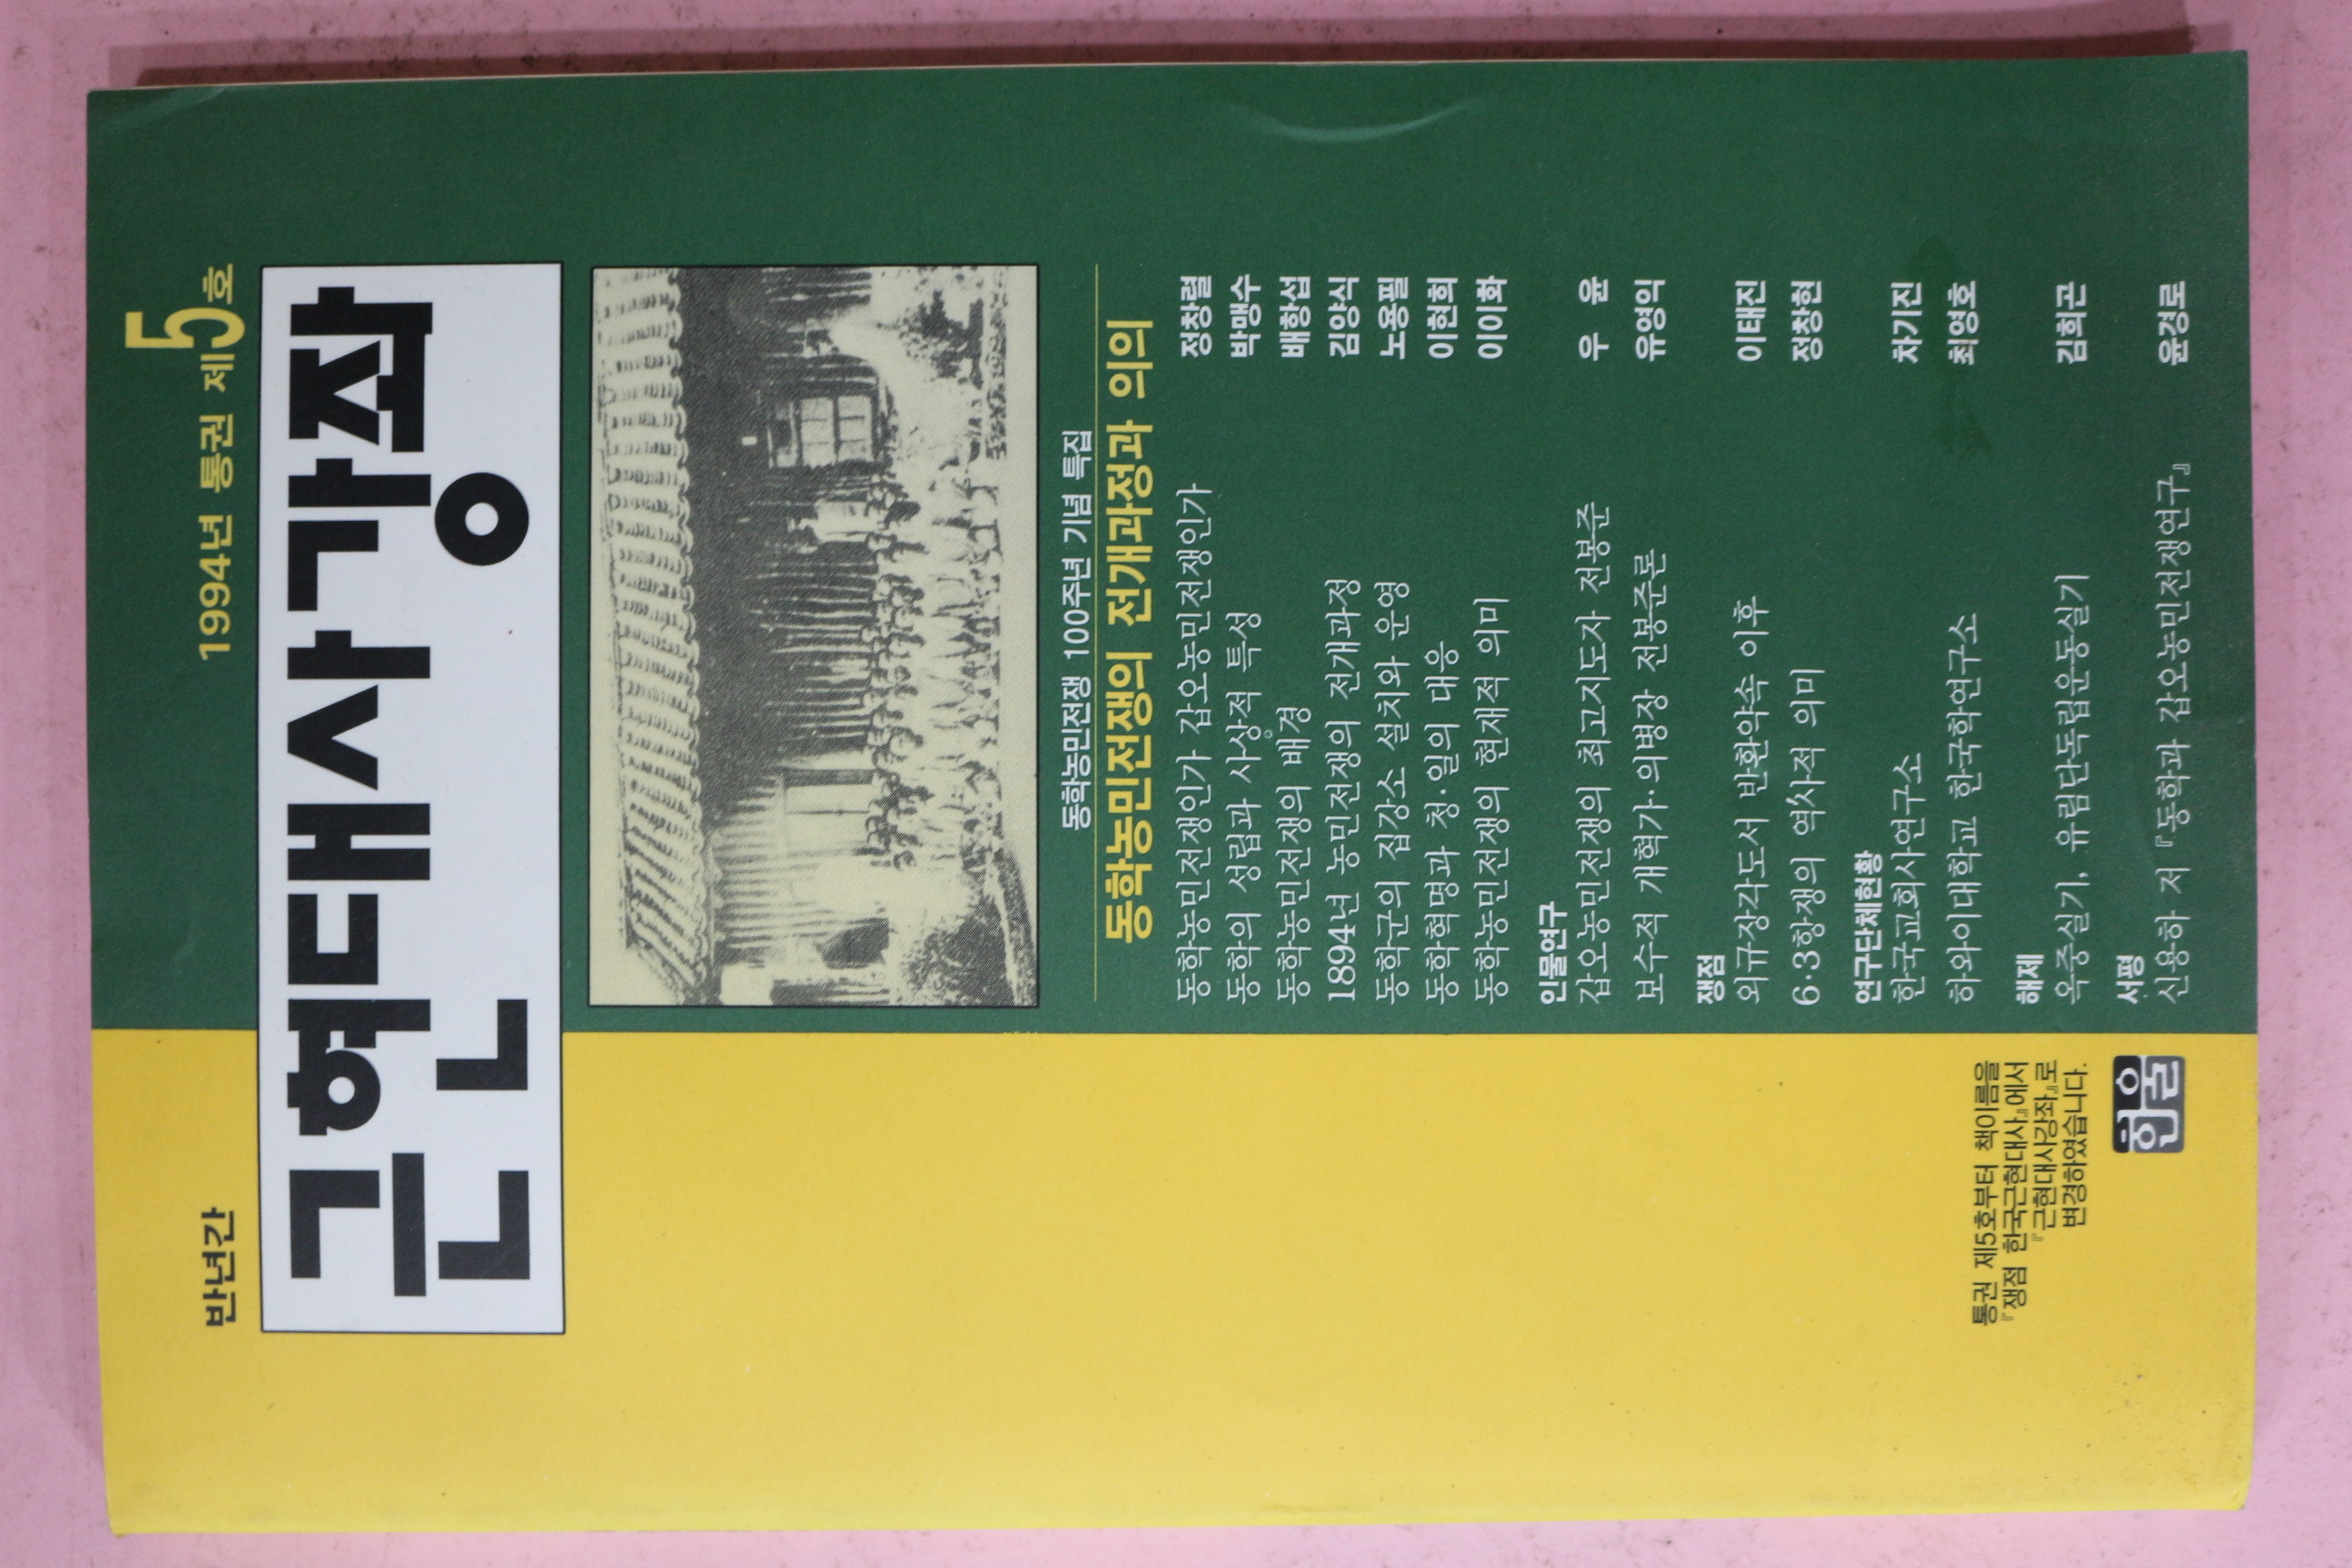 반년간
1994년 통권 제5호
근현대사강좌
동학농민전쟁 100주년 기념 특집
동학농민전쟁의 전개과정과 의의
동학농민전쟁인가 갑오농민전쟁인가 정창렬
동학의 성립과 사상적 특성 박맹수
동학농민전쟁의 배경 배항섭
1894년 농민전쟁의 전개과정 김양식
동학군의 집강소 설치와 운영 노용필
동학혁명과 청·일의 대응 이현희
동학농민전쟁의 현재적 의미 이이화
인물연구
갑오농민전쟁의 최고지도자 전봉준 우 윤
보수적 개혁가·의병장 전봉준론 유영익
쟁점
외규장각도서 반환약속 이후 이태진
6·3항쟁의 역사적 의미 정창현
연구단체현황
한국교회사연구소 차기진
하와이대학교 한국학연구소 최영호
해제
옥중실기, 유림단독립운동실기 김희곤
서평
신용하 저 『동학과 갑오농민전쟁연구』 윤경로
통권 제5호부터 책이름을
『쟁점 한국근현대사』에서
『근현대사강좌』로
변경하였습니다.
한울